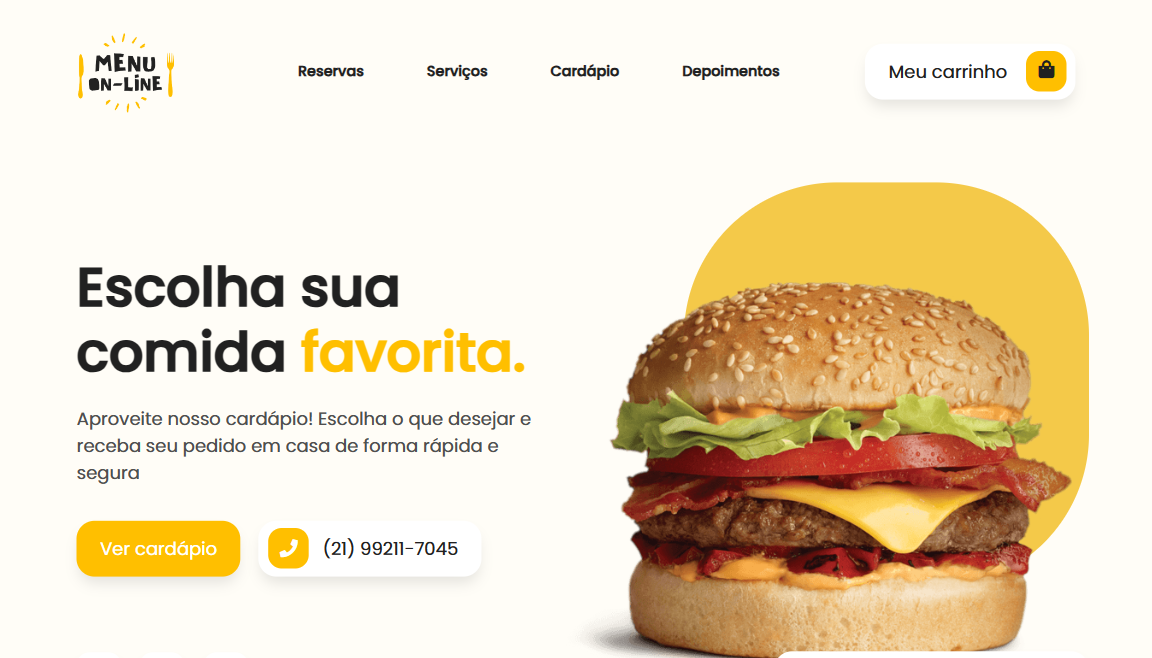 MENU
ON-LINE
Reservas
Serviços
Cardápio
Depoimentos
Meu carrinho
Escolha sua
comida favorita.
Aproveite nosso cardápio! Escolha o que desejar e
receba seu pedido em casa de forma rápida e
segura
Ver cardápio
(21) 99211-7045